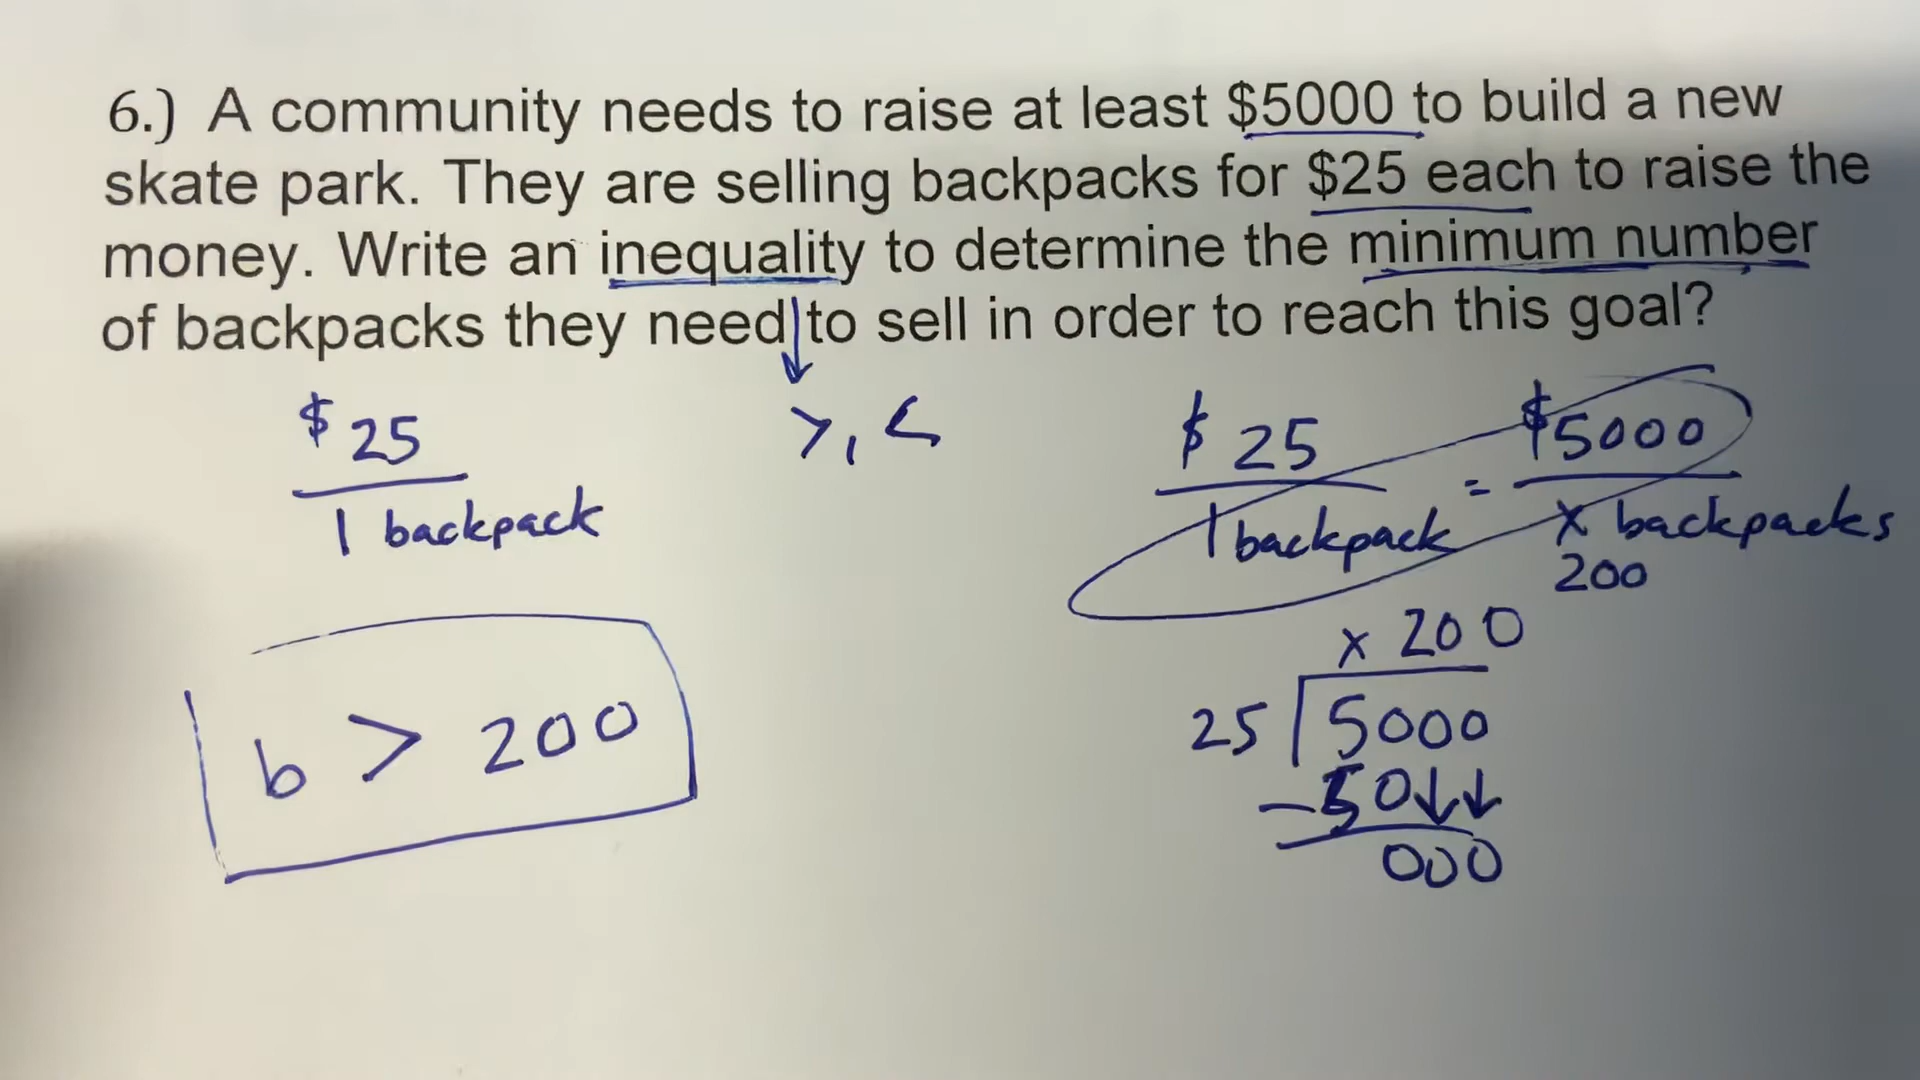 6.) A community needs to raise at least $5000 to build a new
skate park. They are selling backpacks for $25 each to raise the
money. Write an inequality to determine the minimum number
of backpacks they need to sell in order to reach this goal?
$25
1 backpack
>, <
$ 25
1 backpack
=
$5000
x backpacks
200
x 200
25 5000
-50↓↓
000
b > 200